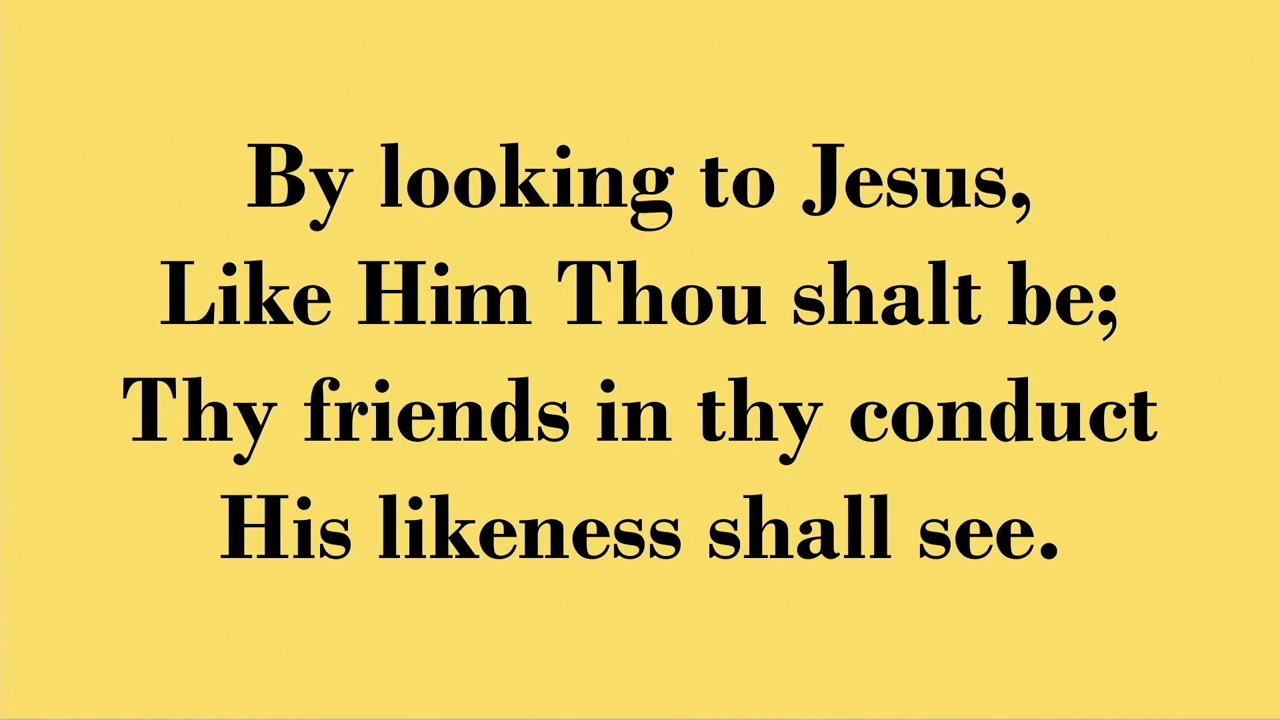 By looking to Jesus,
Like Him Thou shalt be;
Thy friends in thy conduct
His likeness shall see.